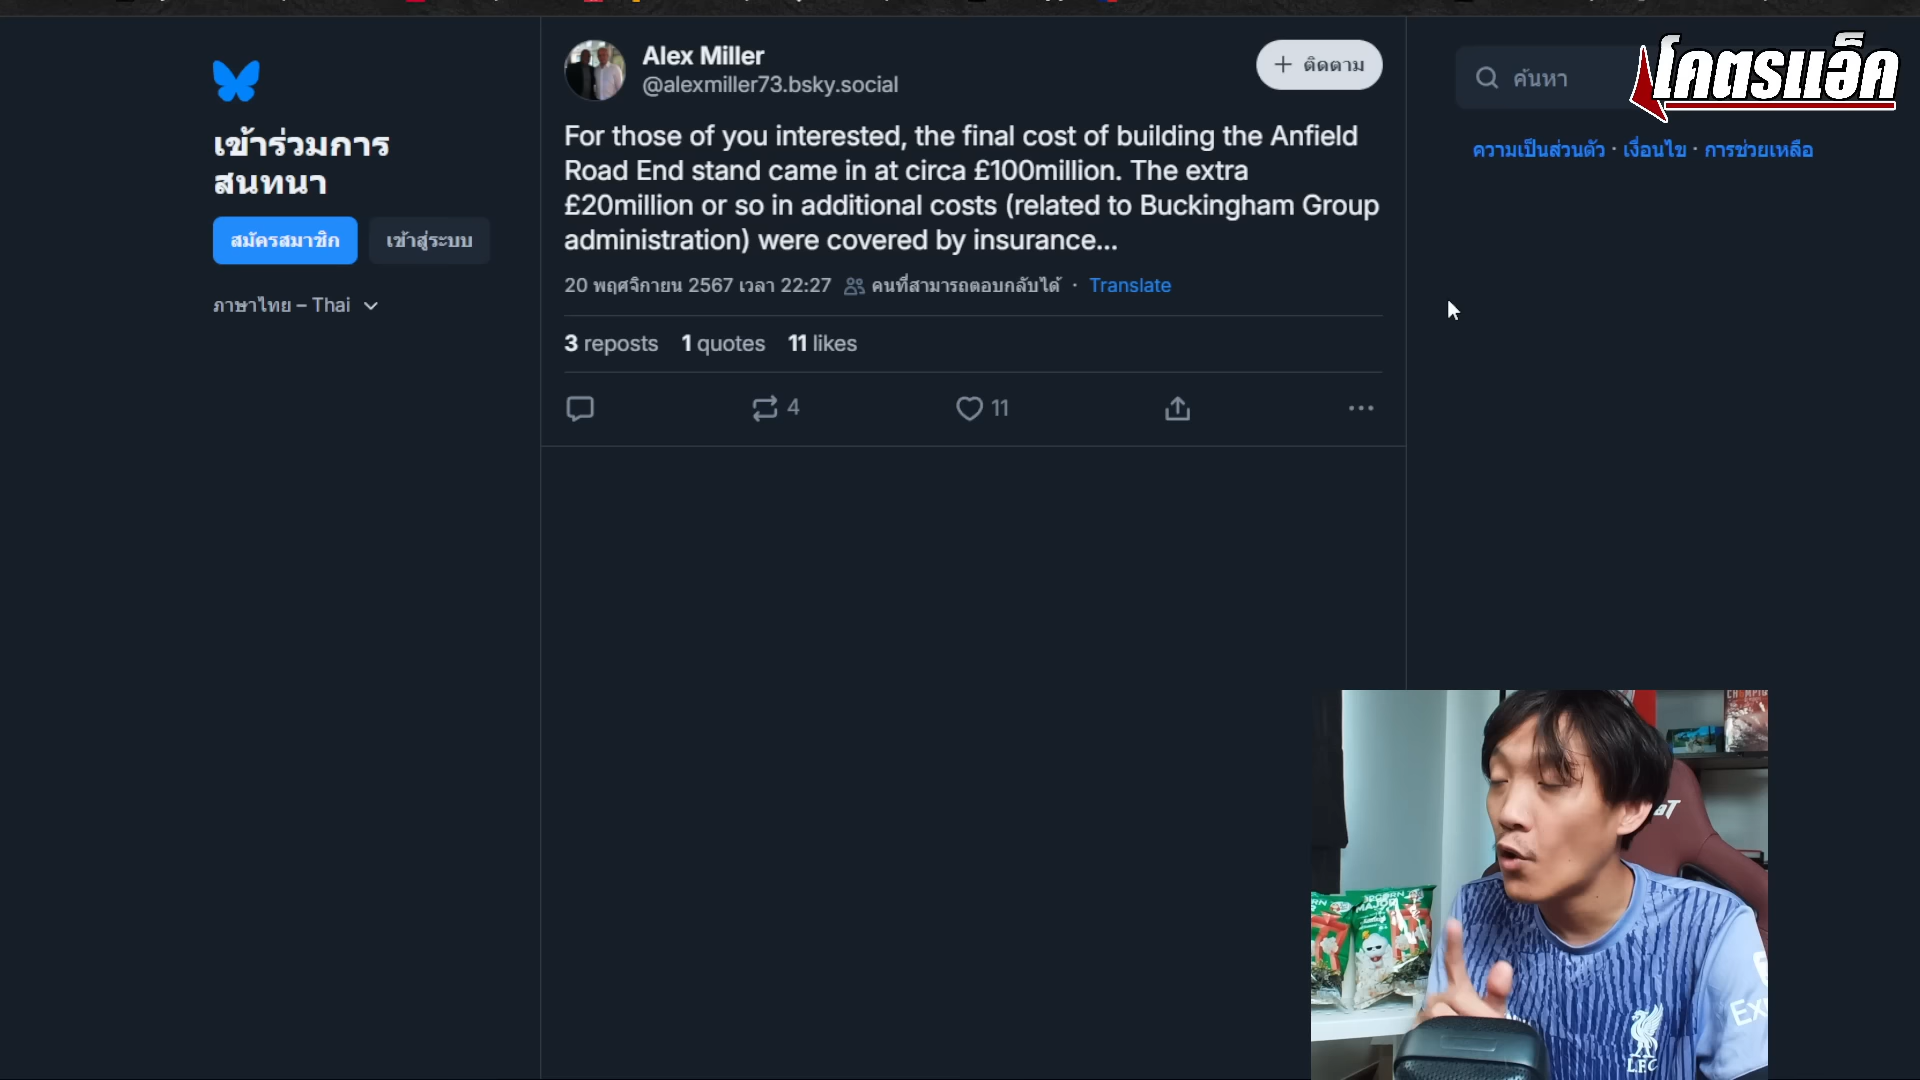 เข้าร่วมการ
สนทนา
สมัครสมาชิก
เข้าสู่ระบบ
ภาษาไทย – Thai
Alex Miller
@alexmiller73.bsky.social
+ ติดตาม
For those of you interested, the final cost of building the Anfield
Road End stand came in at circa £100million. The extra
£20million or so in additional costs (related to Buckingham Group
administration) were covered by insurance...
20 พฤศจิกายน 2567 เวลา 22:27 คนที่สามารถตอบกลับได้ · Translate
3 reposts 1 quotes 11 likes
4
11
ค้นหา
โคตรแอ็ค
ความเป็นส่วนตัว · เงื่อนไข · การช่วยเหลือ
POPCORN
MAJOR
LFC